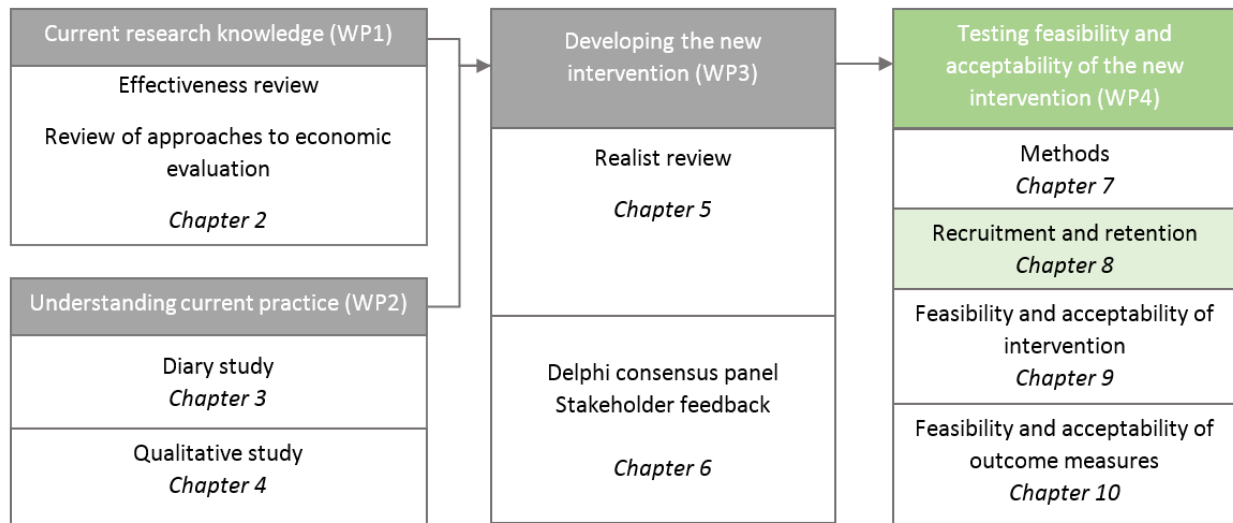 Current research knowledge (WP1)
Effectiveness review
Review of approaches to economic
evaluation
Chapter 2
Understanding current practice (WP2)
Diary study
Chapter 3
Qualitative study
Chapter 4
Developing the new
intervention (WP3)
Realist review
Chapter 5
Delphi consensus panel
Stakeholder feedback
Chapter 6
Testing feasibility and
acceptability of the new
intervention (WP4)
Methods
Chapter 7
Recruitment and retention
Chapter 8
Feasibility and acceptability of
intervention
Chapter 9
Feasibility and acceptability of
outcome measures
Chapter 10